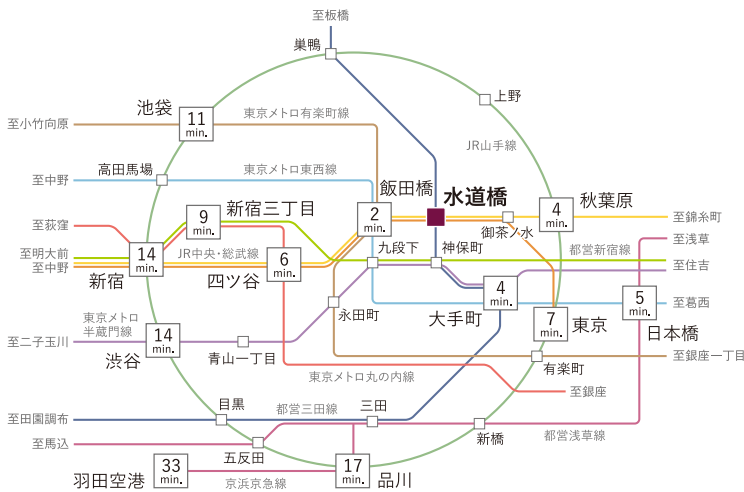 至板橋
巣鴨
上野
池袋
11
min.
東京メトロ有楽町線
至小竹向原
JR山手線
高田馬場
東京メトロ東西線
至中野
飯田橋
水道橋
秋葉原
新宿三丁目
9
min.
2
min.
4
min.
至錦糸町
御茶ノ水
至荻窪
至浅草
至明大前
至中野
14
min.
新宿
JR中央・総武線
四ツ谷
6
min.
九段下
神保町
都営新宿線
至住吉
4
min.
大手町
5
min.
至葛西
永田町
7
min.
東京
日本橋
東京メトロ
半蔵門線
14
min.
渋谷
至二子玉川
青山一丁目
至銀座一丁目
有楽町
東京メトロ丸の内線
至銀座
目黒
都営三田線
三田
至田園調布
至馬込
五反田
新橋
都営浅草線
羽田空港
33
min.
京浜京急線
17
min.
品川